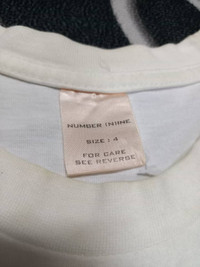 NUMBER (N)INE
SIZE : 4
FOR CARE
SEE REVERSE